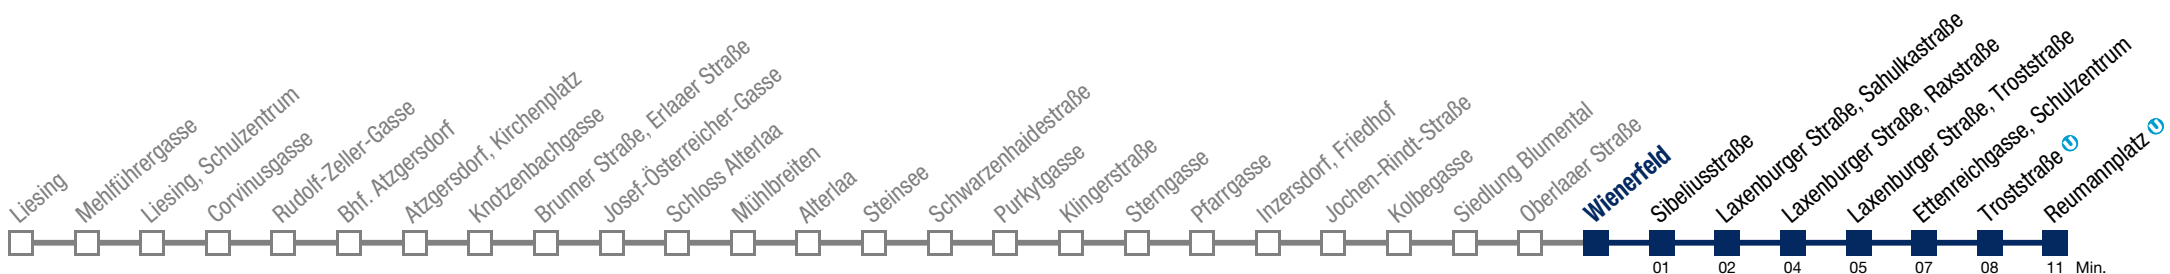 Liesing
Mehlführergasse
Liesing, Schulzentrum
Corvinusgasse
Rudolf-Zeller-Gasse
Bhf. Atzgersdorf
Atzgersdorf, Kirchenplatz
Knotzenbachgasse
Brunner Straße, Erlaaer Straße
Josef-Österreicher-Gasse
Schloss Alterlaa
Mühlbreiten
Alterlaa
Steinsee
Schwarzenhaidestraße
Purkytgasse
Klingerstraße
Sterngasse
Pfarrgasse
Inzersdorf, Friedhof
Jochen-Rindt-Straße
Kolbegasse
Siedlung Blumental
Oberlaaer Straße
Wienerfeld
Sibeliusstraße
Laxenburger Straße, Sahulkastraße
Laxenburger Straße, Raxstraße
Laxenburger Straße, Troststraße
Ettenreichgasse, Schulzentrum
Troststraße U
Reumannplatz U
01 02 04 05 07 08 11 Min.